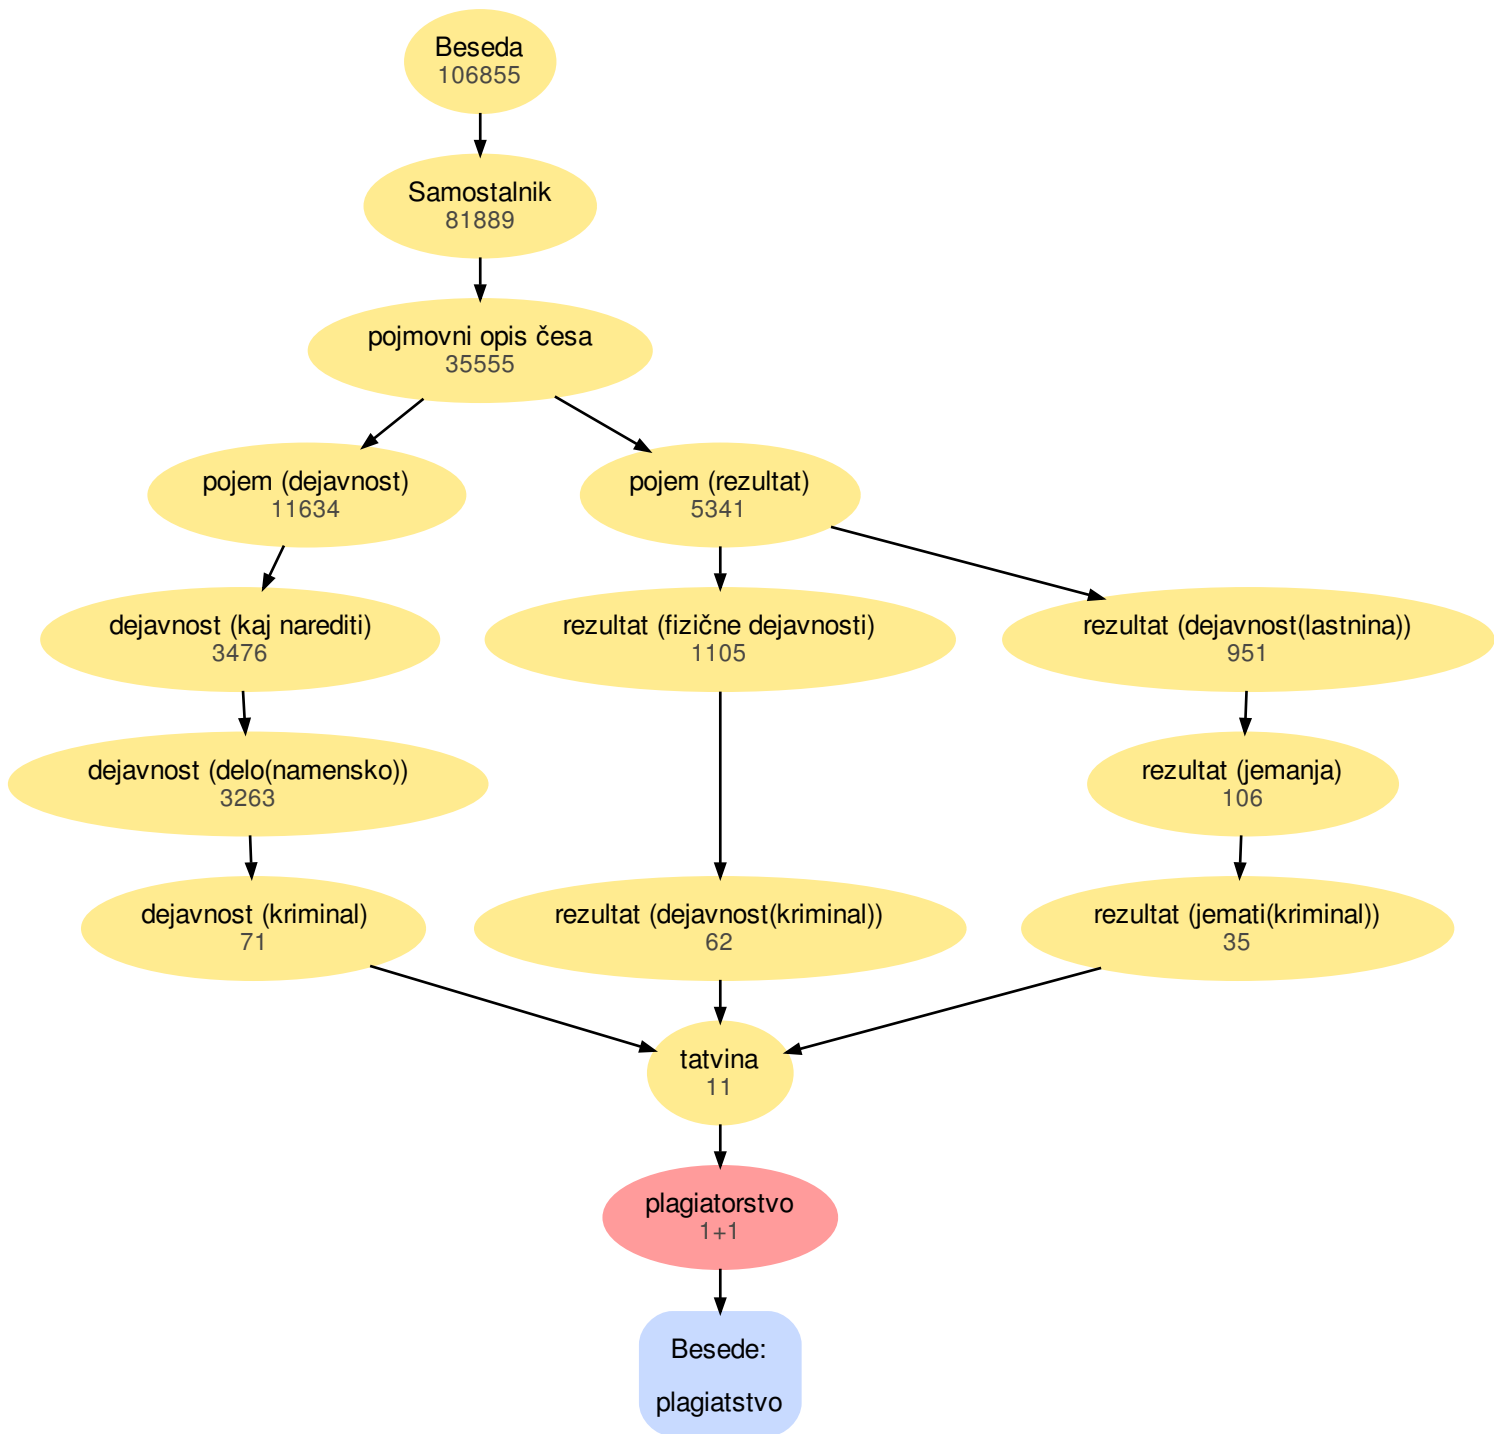 Beseda
106855
Samostalnik
81889
pojmovni opis česa
35555
pojem (dejavnost)
11634
pojem (rezultat)
5341
dejavnost (kaj narediti)
3476
rezultat (fizične dejavnosti)
1105
rezultat (dejavnost(lastnina))
951
dejavnost (delo(namensko))
3263
rezultat (jemanja)
106
dejavnost (kriminal)
71
rezultat (dejavnost(kriminal))
62
rezultat (jemati(kriminal))
35
tatvina
11
plagiatorstvo
1+1
Besede:
plagiatstvo